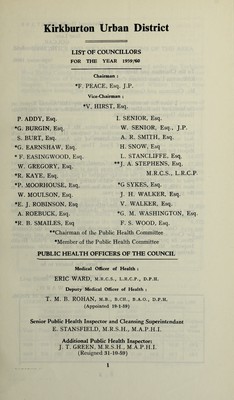 Kirkburton Urban District
LIST OF COUNCILLORS
FOR THE YEAR 1959/60
Chairman :
*F. PEACE, Esq. J.P.
Vice-Chairman :
*V. HIRST, Esq.
P. ADDY, Esq.
*G. BURGIN, Esq.
S. BURT, Esq.
*G. EARNSHAW, Esq.
* F. EASINGWOOD, Esq.
W. GREGORY, Esq.
*R. KAYE, Esq.
*P. MOORHOUSE, Esq.
W. MOULSON, Esq.
*E. J. ROBINSON, Esq
A. ROEBUCK, Esq.
*R. B. SMAILES, Esq
I. SENIOR, Esq.
W. SENIOR, Esq., J.P.
A. R. SMITH, Esq.
H. SNOW, Esq
L. STANCLIFFE, Esq.
**J. A. STEPHENS, Esq.
M.R.C.S., L.R.C.P.
*G SYKES, Esq.
J. H. WALKER, Esq.
V. WALKER, Esq.
*G. M. WASHINGTON, Esq.
F. S. WOOD, Esq.
**Chairman of the Public Health Committee
*Member of the Public Health Committee
PUBLIC HEALTH OFFICERS OF THE COUNCIL
Medical Officer of Health :
ERIC WARD, M.R.C.S., L.R.C.P., D.P.H.
Deputy Medical Officer of Health :
T. M. B. ROHAN, M.B., B.CH., B.A.O., D.P.H.
(Appointed 19-1-59)
Senior Public Health Inspector and Cleansing Superintendent
E. STANSFIELD, M.R.S.H., M.A.P.H.I.
Additional Public Health Inspector:
J. T. GREEN, M.R.S.H., M.A.P.H.I.
(Resigned 31-10-59)
1